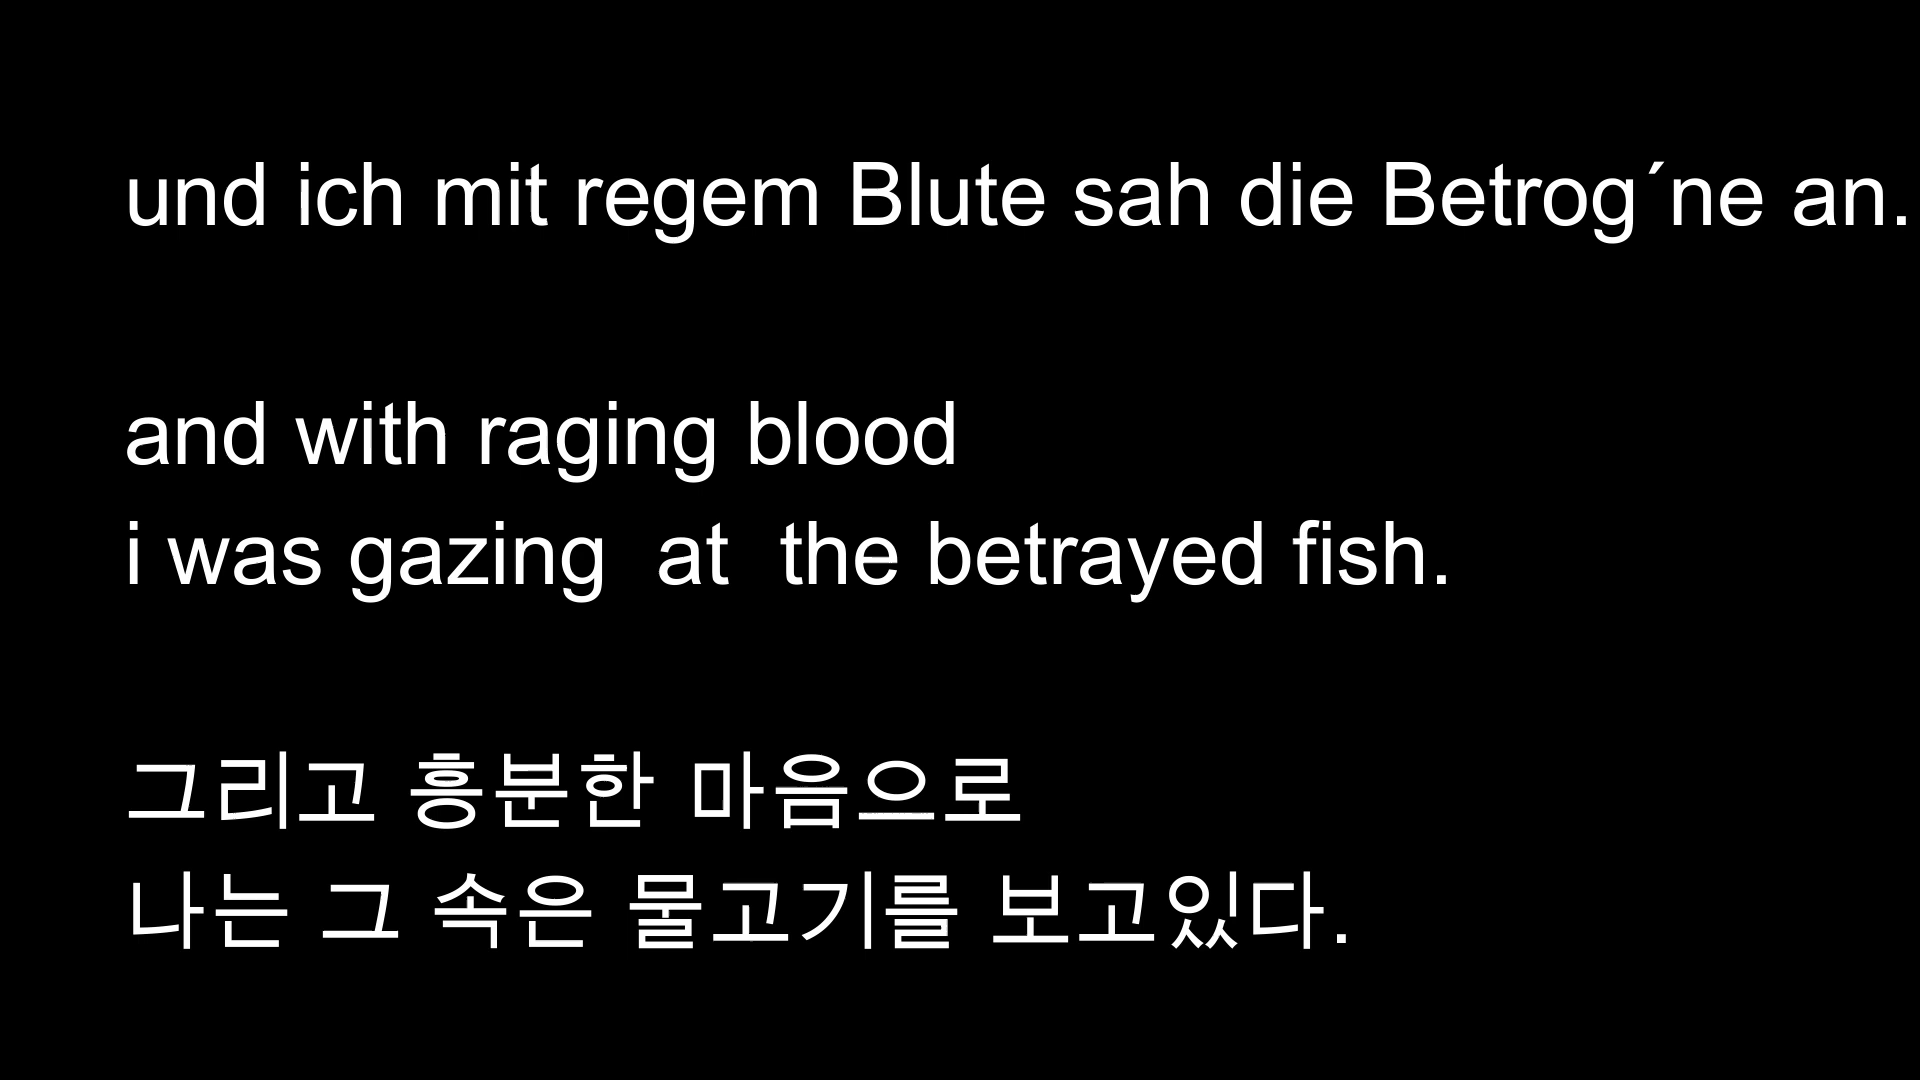 und ich mit regem Blute sah die Betrog´ne an.
and with raging blood
i was gazing  at  the betrayed fish.
그리고 흥분한 마음으로
나는 그 속은 물고기를 보고있다.